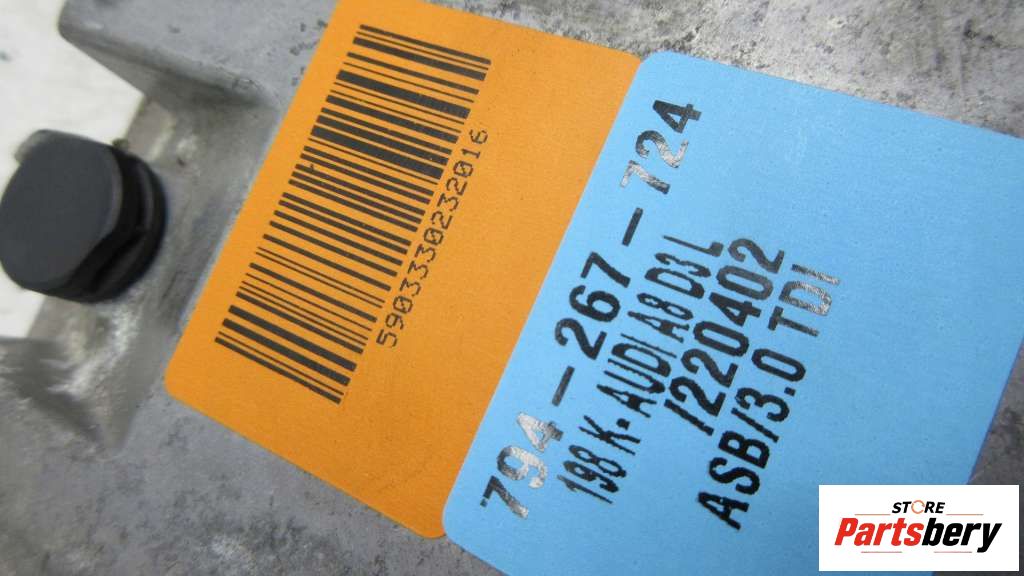 5903330232016
794-267-724
198 K. AUDI A8 D3 L
/220402
ASB/3.0 TDI
STORE
Partsbery